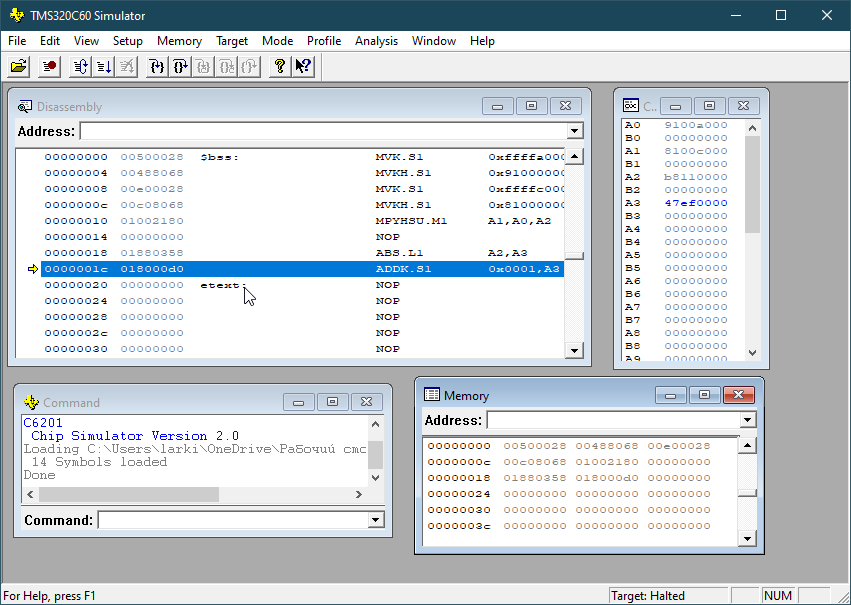 TMS320C60 Simulator
File Edit View Setup Memory Target Mode Profile Analysis Window Help
Disassembly
Address:
00000000 00500028 $bss: MVK.S1 0xffffa000
00000004 00488068 MVKH.S1 0x91000000
00000008 00e00028 MVK.S1 0xffffc000
0000000c 00c08068 MVKH.S1 0x81000000
00000010 01002180 MPYHSU.M1 A1,A0,A2
00000014 00000000 NOP
00000018 01880358 ABS.L1 A2,A3
0000001c 018000d0 ADDK.S1 0x0001,A3
00000020 00000000 etext: NOP
00000024 00000000 NOP
00000028 00000000 NOP
0000002c 00000000 NOP
00000030 00000000 NOP
C..
A0 9100a000
B0 00000000
A1 8100c000
B1 00000000
A2 b8110000
B2 00000000
A3 47ef0000
B3 00000000
A4 00000000
B4 00000000
A5 00000000
B5 00000000
A6 00000000
B6 00000000
A7 00000000
B7 00000000
A8 00000000
B8 00000000
A9 00000000
Command
C6201
Chip Simulator Version 2.0
Loading C:\Users\larki\OneDrive\Рабочий сто
14 Symbols loaded
Done
Command:
Memory
Address:
00000000 00500028 00488068 00e00028
0000000c 00c08068 01002180 00000000
00000018 01880358 018000d0 00000000
00000024 00000000 00000000 00000000
00000030 00000000 00000000 00000000
0000003c 00000000 00000000 00000000
For Help, press F1
Target: Halted
NUM